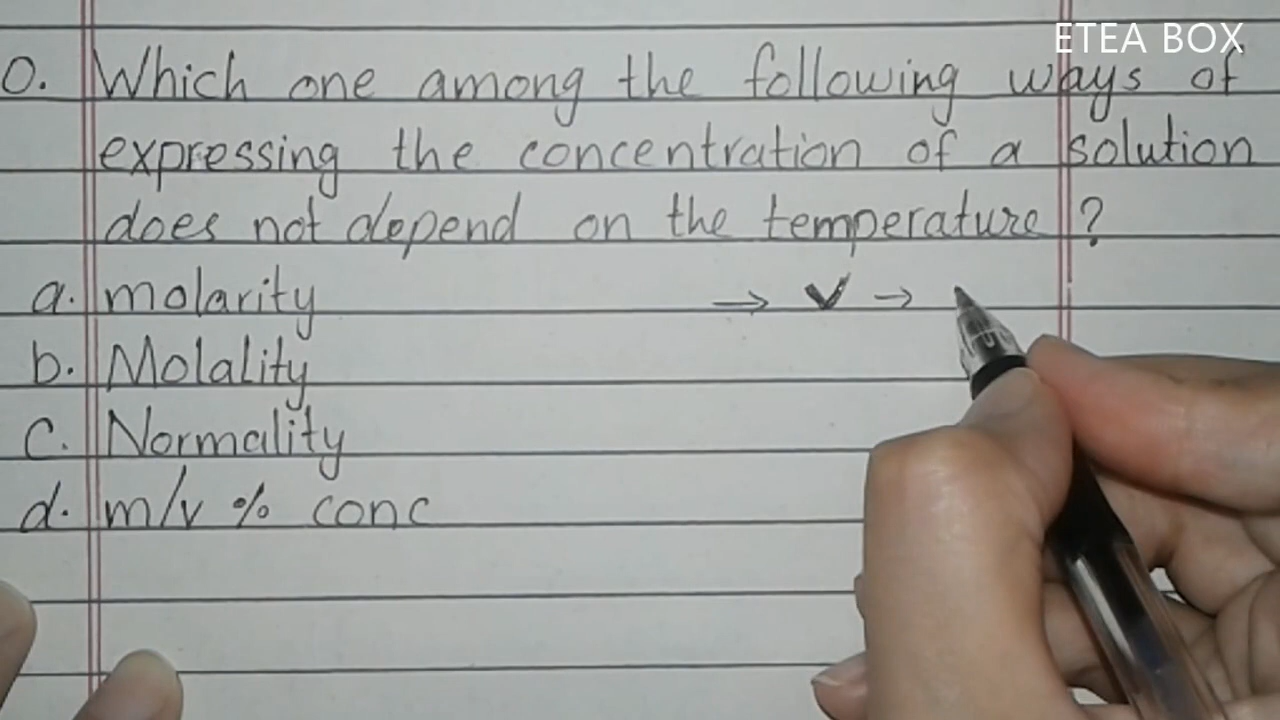 ETEA BOX
O. Which one among the following ways of
expressing the concentration of a solution
does not depend on the temperature ?
a. molarity → V →
b. Molality
c. Normality
d. m/v % conc